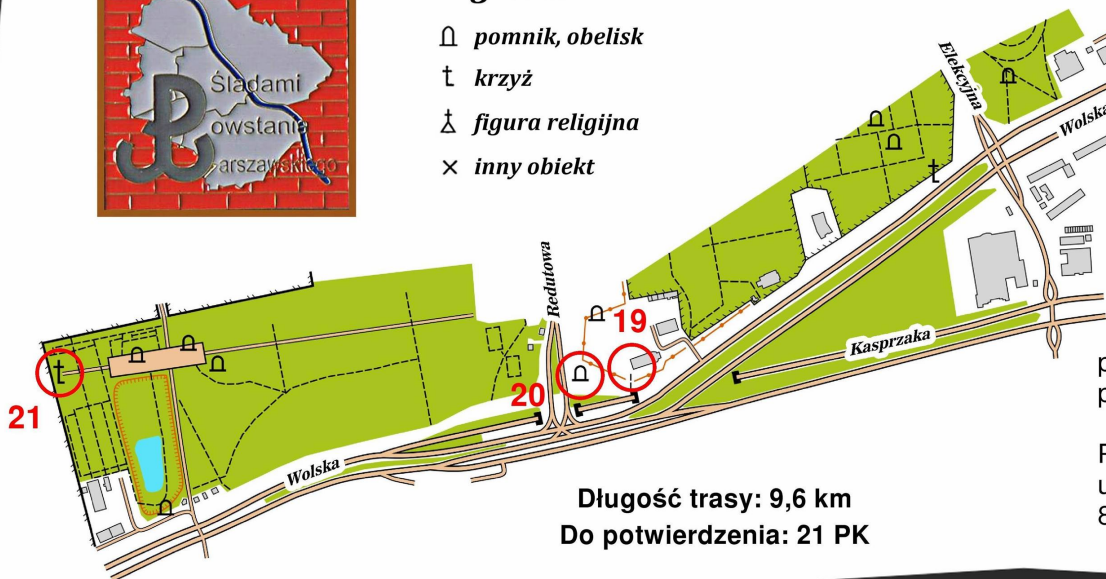 pomnik, obelisk
krzyż
figura religijna
inny obiekt
Śladami
Powstania
Warszawskiego
Elekcyjna
Wolska
Redutowa
19
Kasprzaka
20
21
Wolska
Długość trasy: 9,6 km
Do potwierdzenia: 21 PK